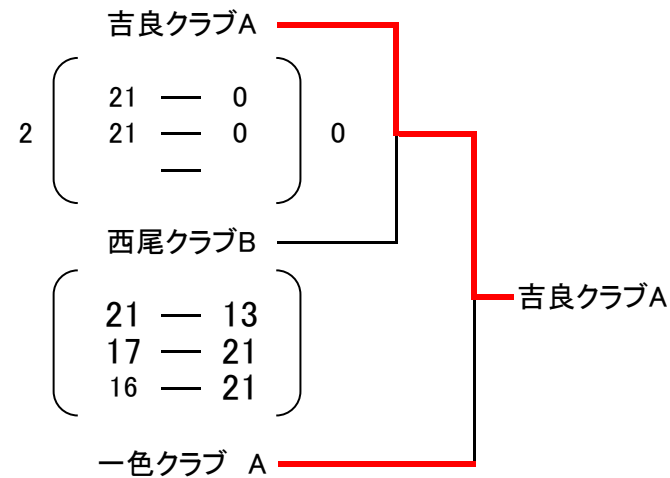 吉良クラブA
21 ― 0
2 21 ― 0 0
―
西尾クラブB
21 ― 13
吉良クラブA
17 ― 21
16 ― 21
一色クラブ A